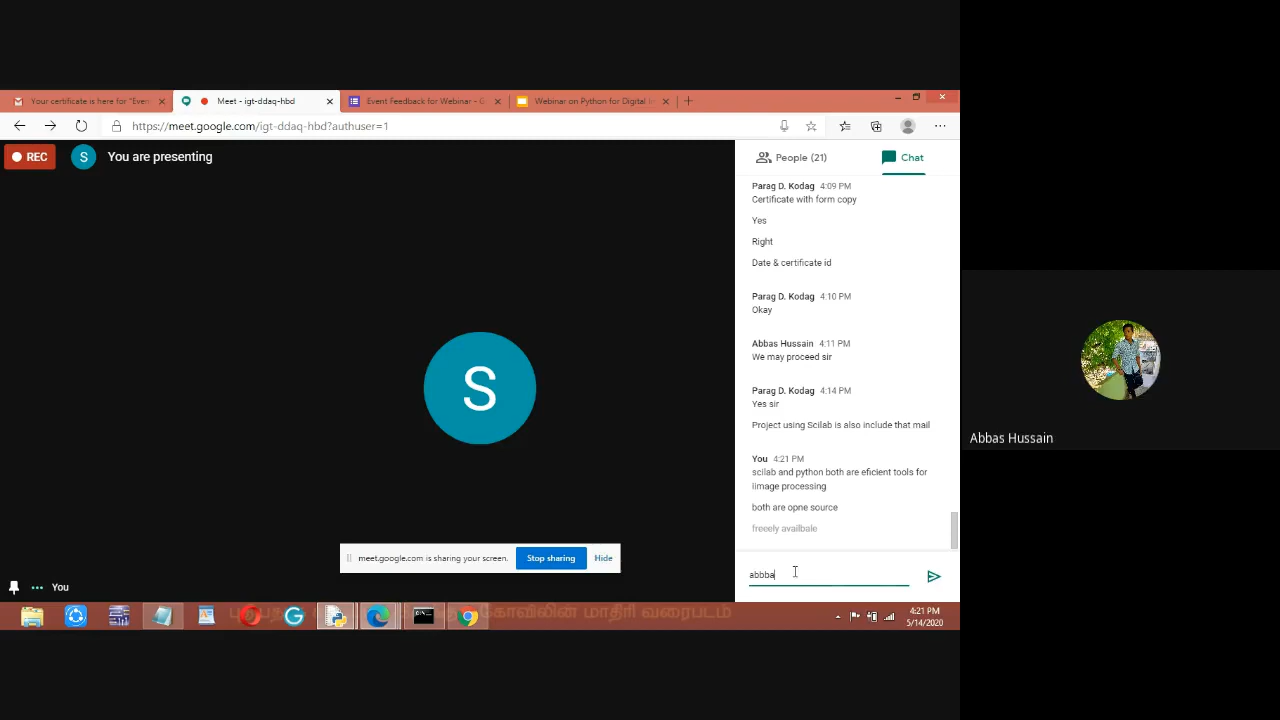 Your certificate is here for "Even
Meet - igt-ddaq-hbd
Event Feedback for Webinar - G
Webinar on Python for Digital I
https://meet.google.com/igt-ddaq-hbd?authuser=1
REC
S
You are presenting
People (21)
Chat
Parag D. Kodag 4:09 PM
Certificate with form copy
Yes
Right
Date & certificate id
Parag D. Kodag 4:10 PM
Okay
Abbas Hussain 4:11 PM
We may proceed sir
Parag D. Kodag 4:14 PM
Yes sir
Project using Scilab is also include that mail
You 4:21 PM
scilab and python both are eficient tools for
iimage processing
both are opne source
freeely availbale
abbba
S
meet.google.com is sharing your screen.
Stop sharing
Hide
You
Abbas Hussain
கோவிலின் மாதிரி வரைபடம்
4:21 PM
5/14/2020